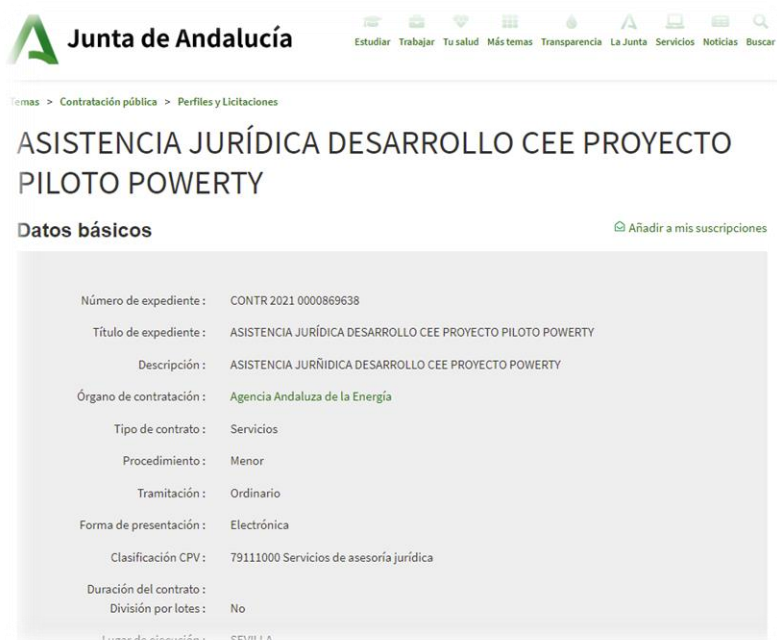 Junta de Andalucía
Estudiar Trabajar Tu salud Más temas Transparencia La Junta Servicios Noticias Buscar
Temas > Contratación pública > Perfiles y Licitaciones
ASISTENCIA JURÍDICA DESARROLLO CEE PROYECTO
PILOTO POWERTY
Datos básicos
Añadir a mis suscripciones
Número de expediente : CONTR 2021 0000869638
Título de expediente : ASISTENCIA JURÍDICA DESARROLLO CEE PROYECTO PILOTO POWERTY
Descripción : ASISTENCIA JURÑIDICA DESARROLLO CEE PROYECTO POWERTY
Órgano de contratación : Agencia Andaluza de la Energía
Tipo de contrato : Servicios
Procedimiento : Menor
Tramitación : Ordinario
Forma de presentación : Electrónica
Clasificación CPV : 79111000 Servicios de asesoría jurídica
Duración del contrato :
División por lotes : No
Lugar de ejecución : SEVILLA